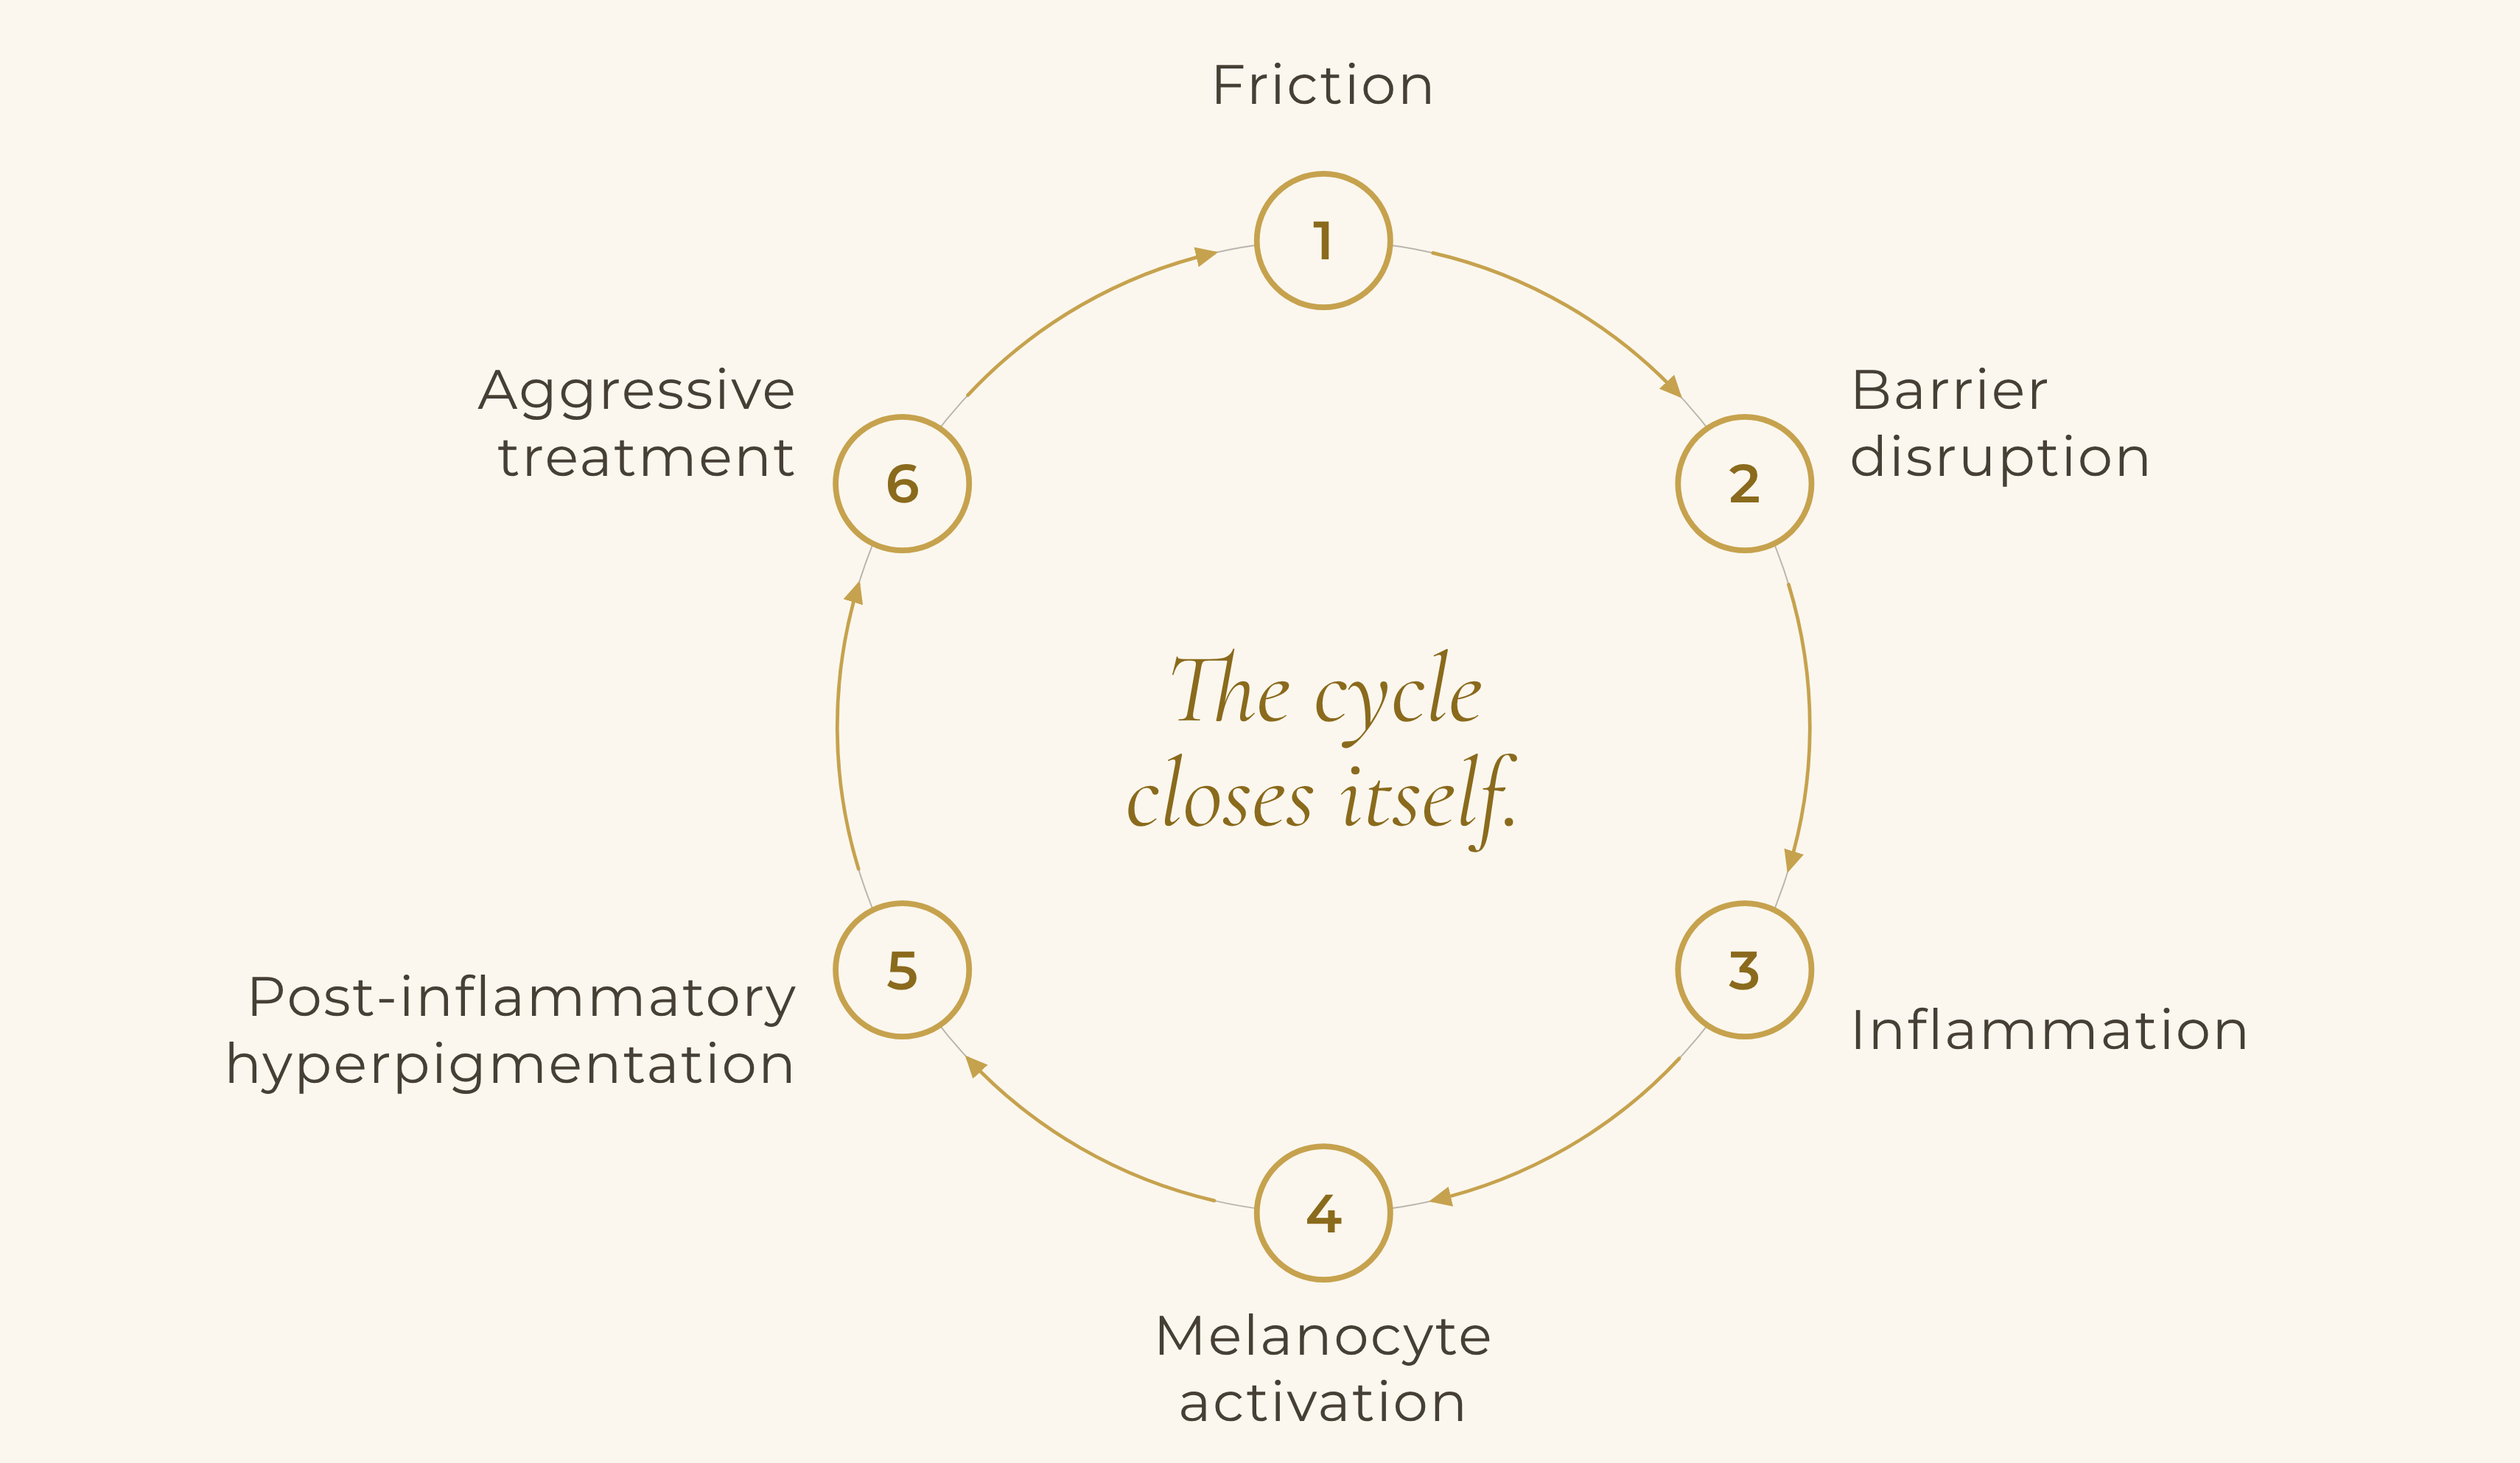 Friction
1
Barrier
disruption
2
Inflammation
3
Melanocyte
activation
4
Post-inflammatory
hyperpigmentation
5
Aggressive
treatment
6
The cycle
closes itself.